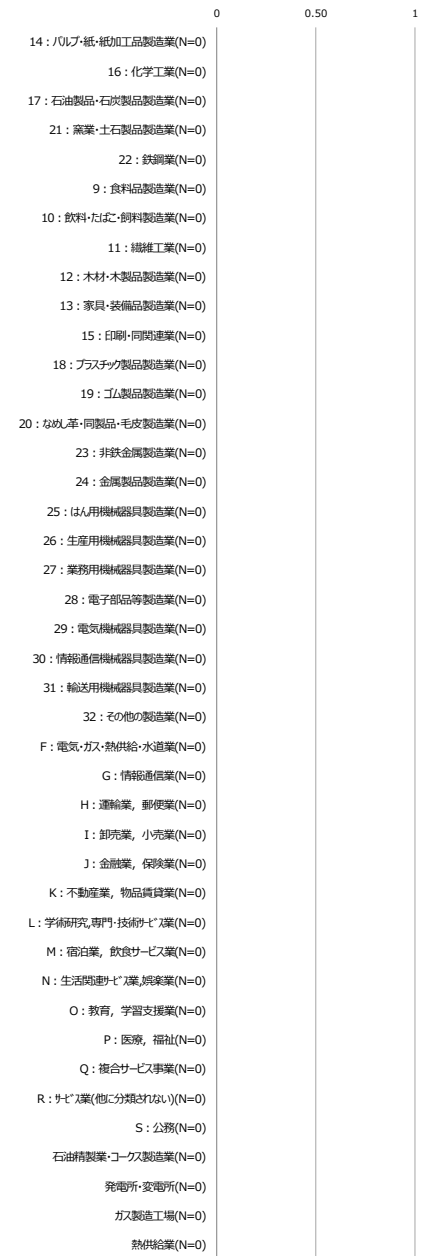 0 0.50 1
14：パルプ・紙・紙加工品製造業(N=0)
16：化学工業(N=0)
17：石油製品・石炭製品製造業(N=0)
21：窯業・土石製品製造業(N=0)
22：鉄鋼業(N=0)
9：食料品製造業(N=0)
10：飲料・たばこ・飼料製造業(N=0)
11：繊維工業(N=0)
12：木材・木製品製造業(N=0)
13：家具・装備品製造業(N=0)
15：印刷・同関連業(N=0)
18：プラスチック製品製造業(N=0)
19：ゴム製品製造業(N=0)
20：なめし革・同製品・毛皮製造業(N=0)
23：非鉄金属製造業(N=0)
24：金属製品製造業(N=0)
25：はん用機械器具製造業(N=0)
26：生産用機械器具製造業(N=0)
27：業務用機械器具製造業(N=0)
28：電子部品等製造業(N=0)
29：電気機械器具製造業(N=0)
30：情報通信機械器具製造業(N=0)
31：輸送用機械器具製造業(N=0)
32：その他の製造業(N=0)
F：電気・ガス・熱供給・水道業(N=0)
G：情報通信業(N=0)
H：運輸業，郵便業(N=0)
I：卸売業，小売業(N=0)
J：金融業，保険業(N=0)
K：不動産業，物品賃貸業(N=0)
L：学術研究,専門・技術ｻｰﾋﾞｽ業(N=0)
M：宿泊業，飲食サービス業(N=0)
N：生活関連ｻｰﾋﾞｽ業,娯楽業(N=0)
O：教育，学習支援業(N=0)
P：医療，福祉(N=0)
Q：複合サービス事業(N=0)
R：ｻｰﾋﾞｽ業(他に分類されない)(N=0)
S：公務(N=0)
石油精製業・コークス製造業(N=0)
発電所・変電所(N=0)
ガス製造工場(N=0)
熱供給業(N=0)